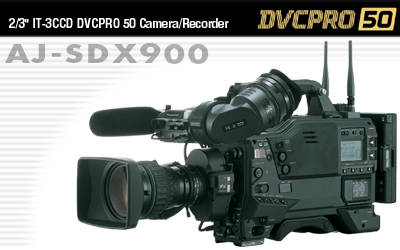 2/3" IT-3CCD DVCPRO 50 Camera/Recorder
DVCPRO 50
AJ-SDX900